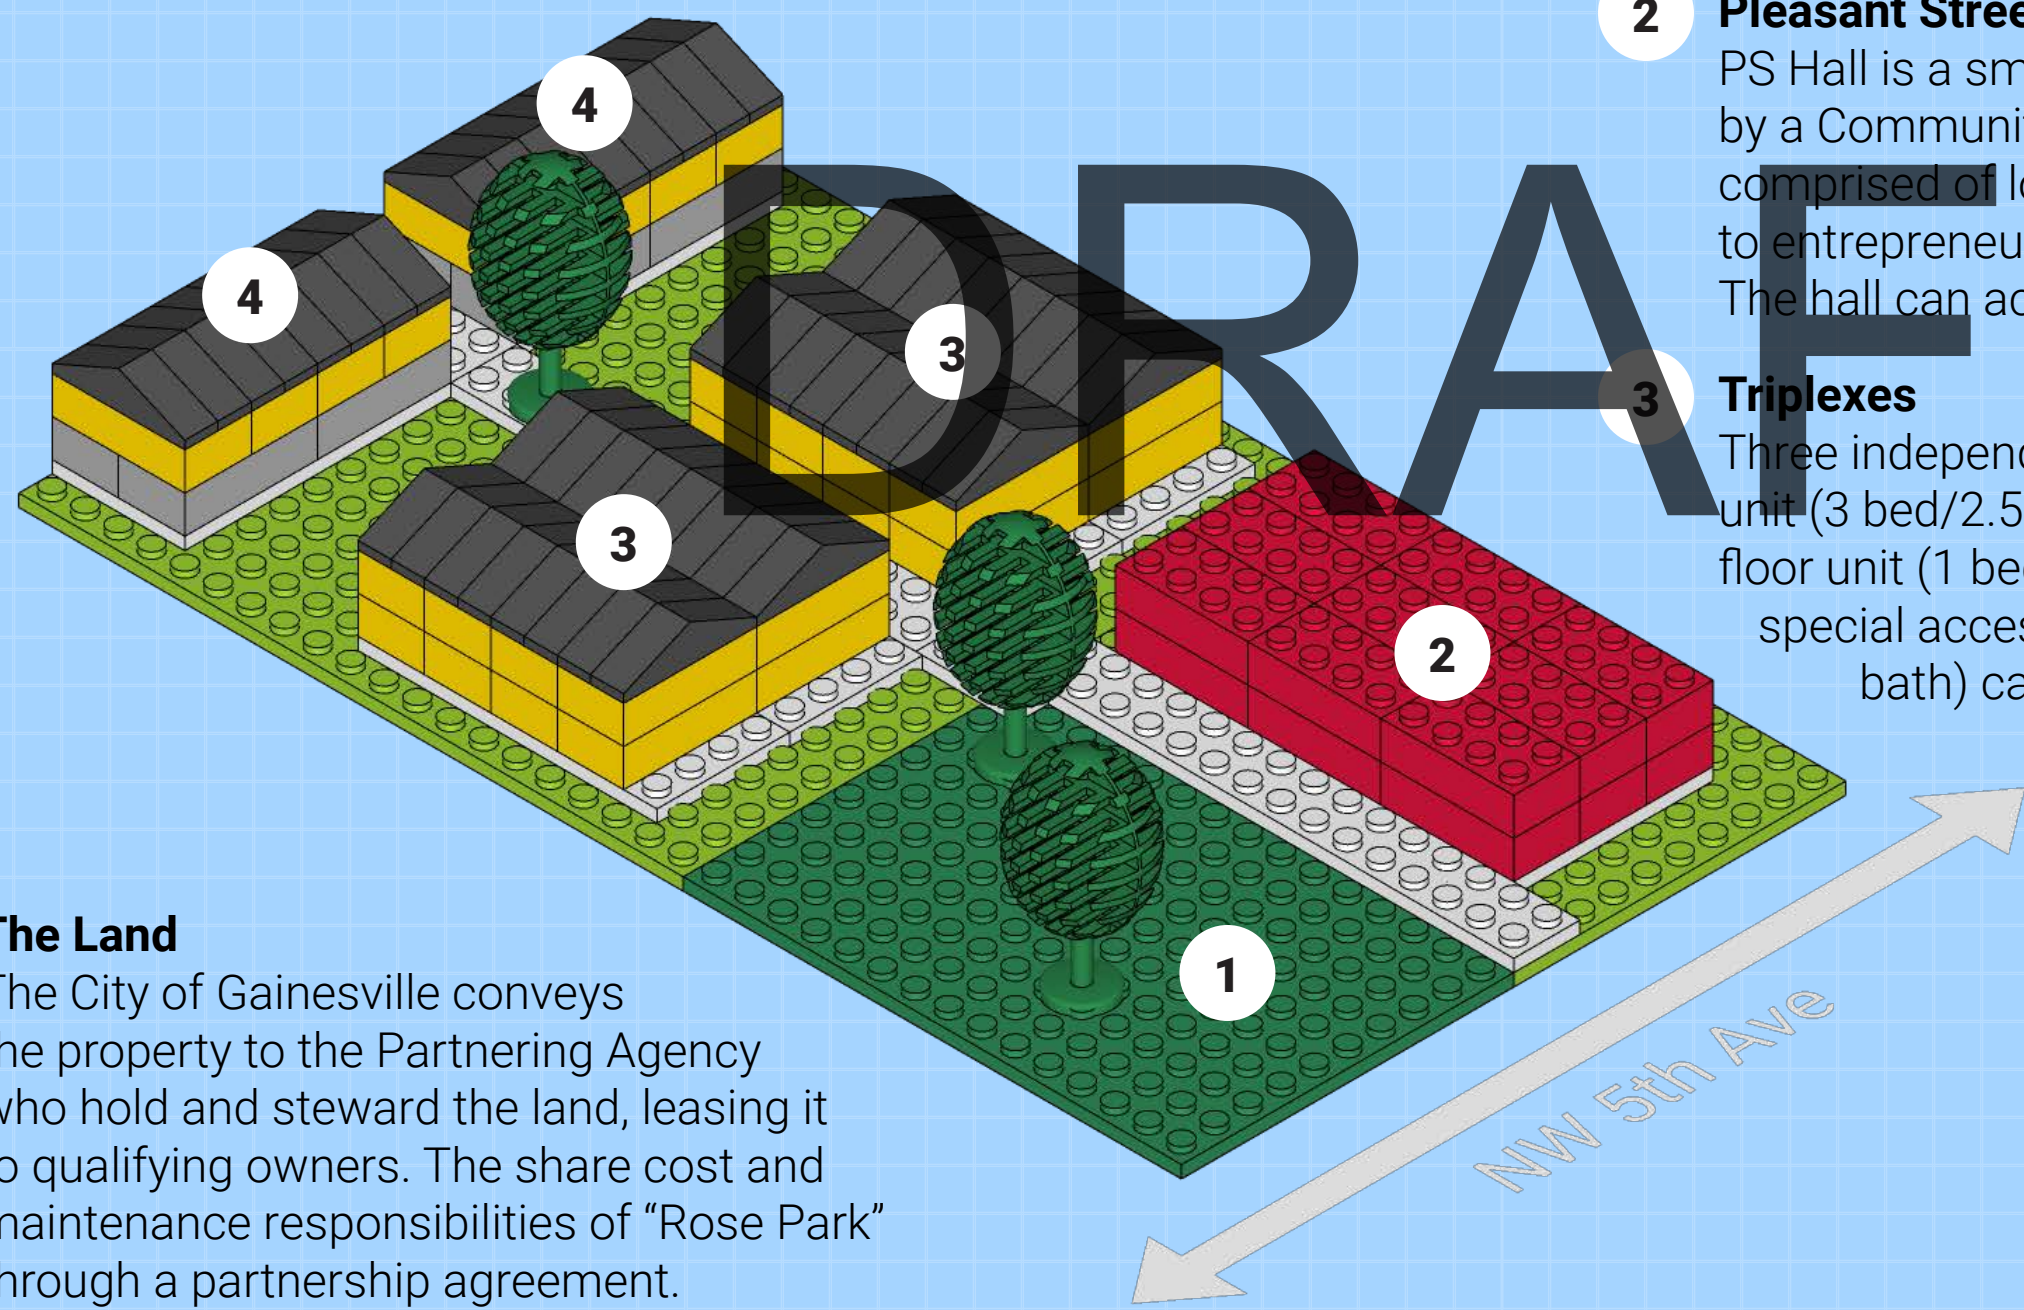 2 Pleasant Stree
PS Hall is a sm
by a Communi
comprised of lo
to entrepreneu
The hall can ac
3 Triplexes
Three independ
unit (3 bed/2.5
floor unit (1 bed
special acces
bath) ca
DRAF
4
4
3
3
2
1
NW 5th Ave
The Land
The City of Gainesville conveys
he property to the Partnering Agency
who hold and steward the land, leasing it
o qualifying owners. The share cost and
maintenance responsibilities of “Rose Park”
hrough a partnership agreement.